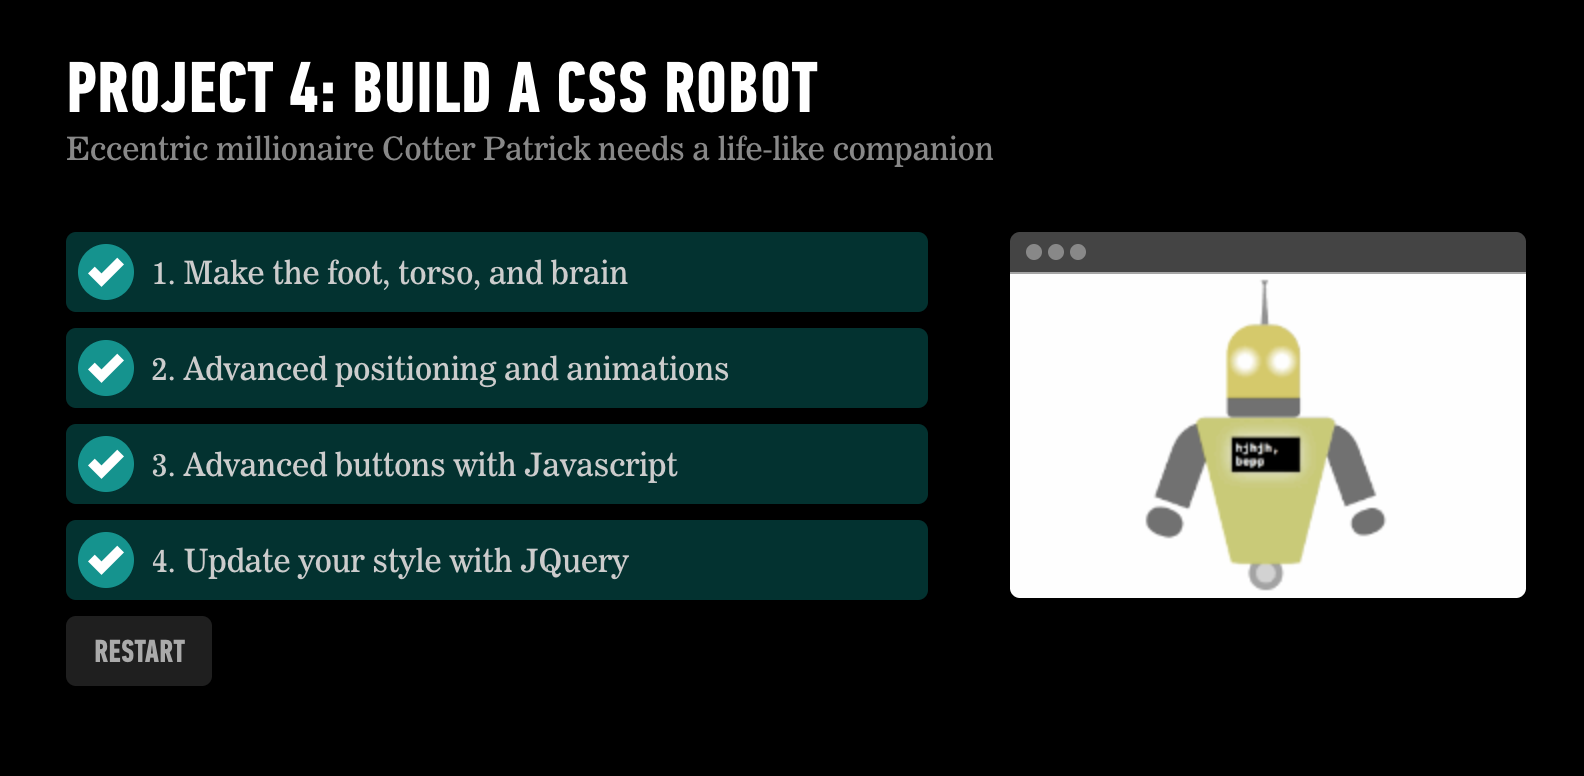 PROJECT 4: BUILD A CSS ROBOT
Eccentric millionaire Cotter Patrick needs a life-like companion
1. Make the foot, torso, and brain
2. Advanced positioning and animations
3. Advanced buttons with Javascript
4. Update your style with JQuery
hjhjh,
bepp
RESTART